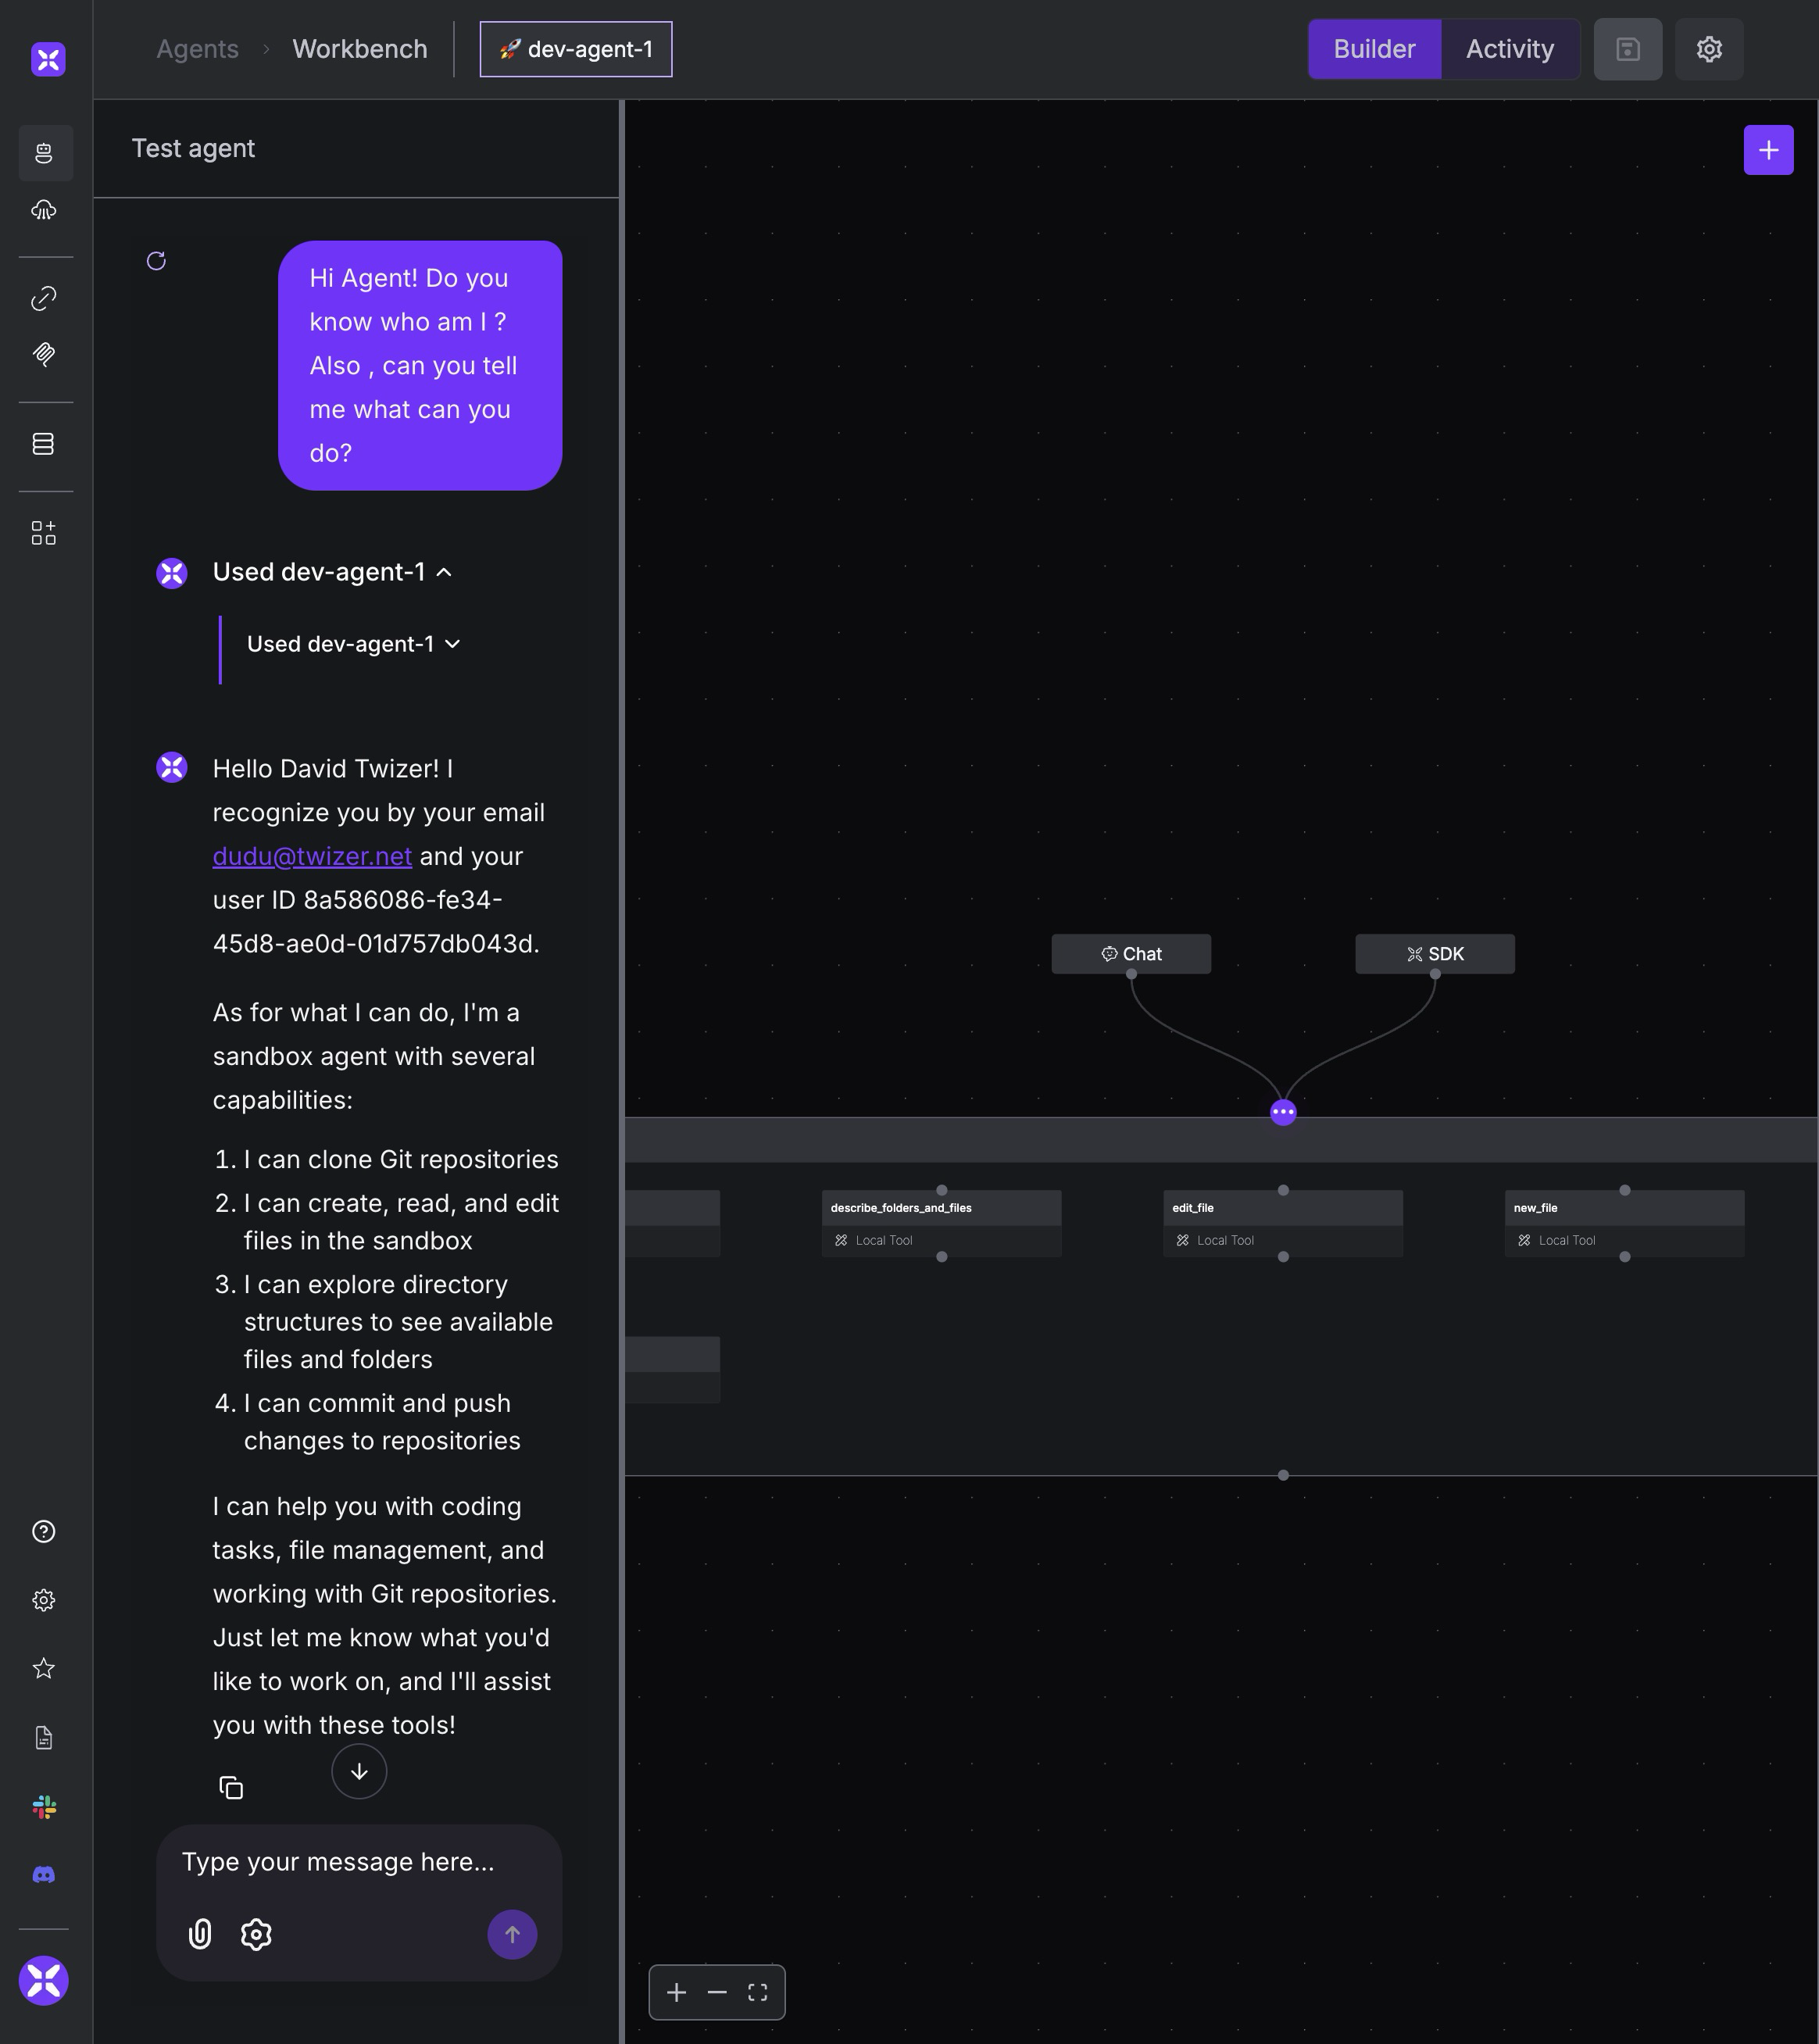 Agents
Workbench
🚀 dev-agent-1
Builder
Activity
Test agent
Hi Agent! Do you
know who am I ?
Also , can you tell
me what can you
do?
Used dev-agent-1
Used dev-agent-1
Hello David Twizer! I
recognize you by your email
dudu@twizer.net and your
user ID 8a586086-fe34-
45d8-ae0d-01d757db043d.
As for what I can do, I'm a
sandbox agent with several
capabilities:
1. I can clone Git repositories
2. I can create, read, and edit
files in the sandbox
3. I can explore directory
structures to see available
files and folders
4. I can commit and push
changes to repositories
I can help you with coding
tasks, file management, and
working with Git repositories.
Just let me know what you'd
like to work on, and I'll assist
you with these tools!
Type your message here...
Chat
SDK
describe_folders_and_files
Local Tool
edit_file
Local Tool
new_file
Local Tool